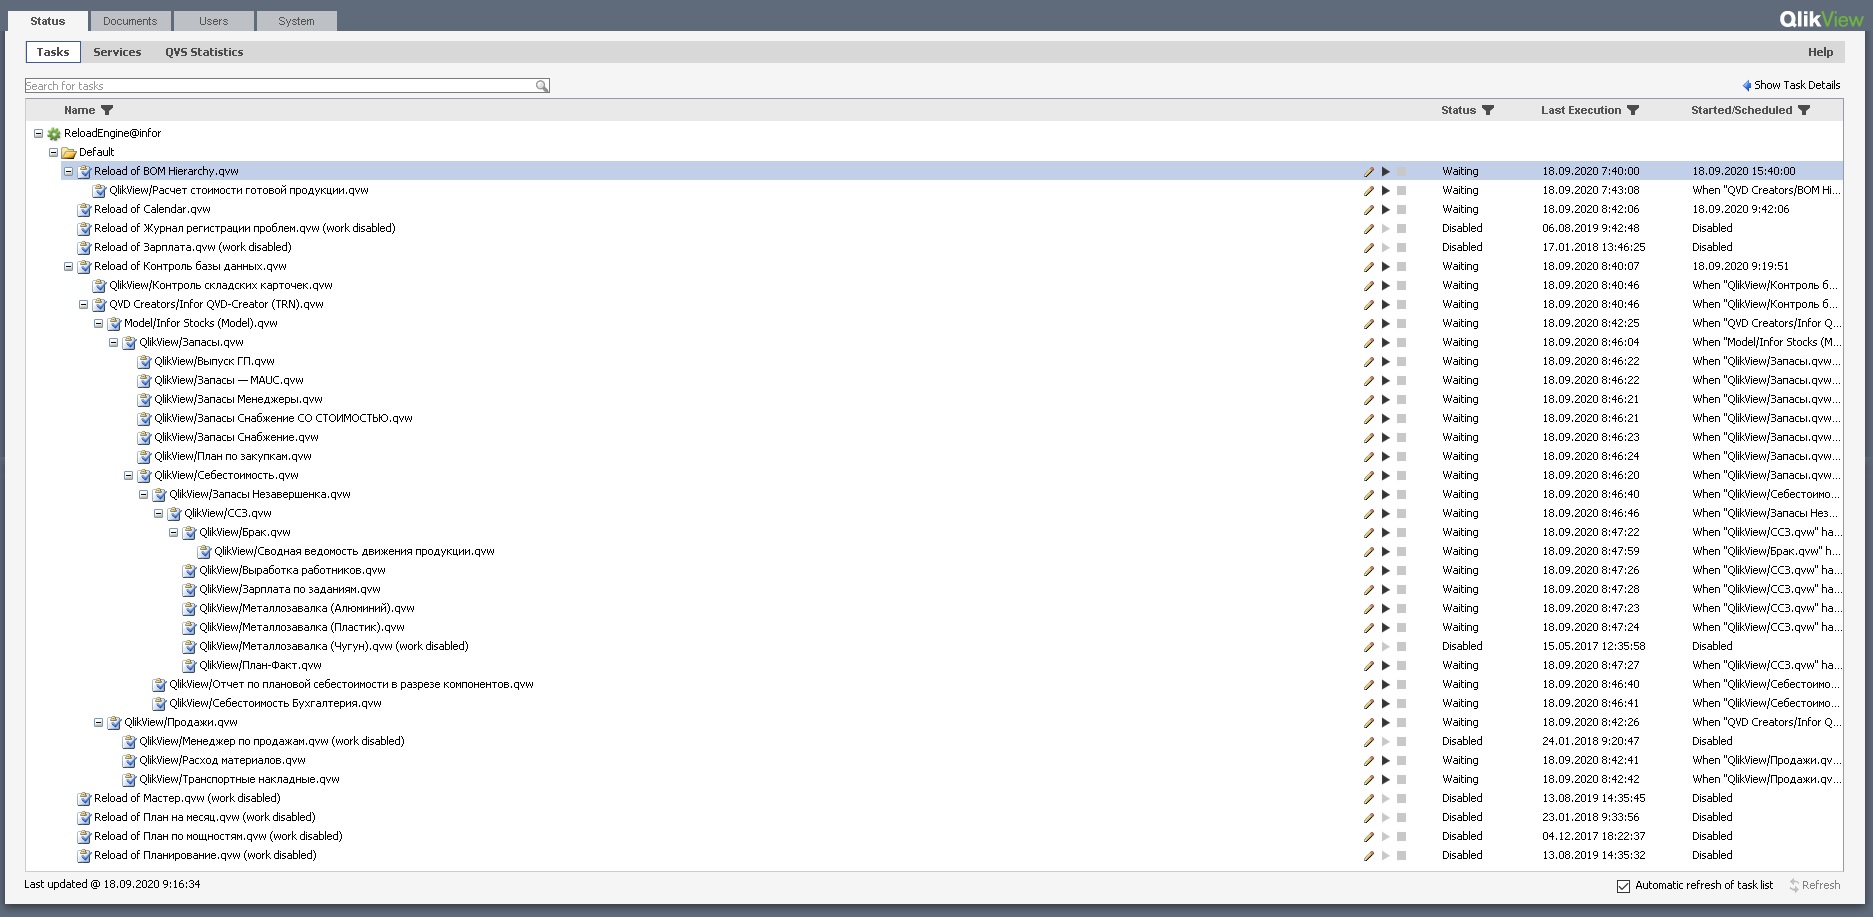 Status Documents Users System QlikView
Tasks Services QVS Statistics Help
Search for tasks Show Task Details
Name Status Last Execution Started/Scheduled
ReloadEngine@infor
Default
Reload of BOM Hierarchy.qvw Waiting 18.09.2020 7:40:00 18.09.2020 15:40:00
QlikView/Расчет стоимости готовой продукции.qvw Waiting 18.09.2020 7:43:08 When "QVD Creators/BOM Hi...
Reload of Calendar.qvw Waiting 18.09.2020 8:42:06 18.09.2020 9:42:06
Reload of Журнал регистрации проблем.qvw (work disabled) Disabled 06.08.2019 9:42:48 Disabled
Reload of Зарплата.qvw (work disabled) Disabled 17.01.2018 13:46:25 Disabled
Reload of Контроль базы данных.qvw Waiting 18.09.2020 8:40:07 18.09.2020 9:19:51
QlikView/Контроль складских карточек.qvw Waiting 18.09.2020 8:40:46 When "QlikView/Контроль б...
QVD Creators/Infor QVD-Creator (TRN).qvw Waiting 18.09.2020 8:40:46 When "QlikView/Контроль б...
Model/Infor Stocks (Model).qvw Waiting 18.09.2020 8:42:25 When "QVD Creators/Infor Q...
QlikView/Запасы.qvw Waiting 18.09.2020 8:46:04 When "Model/Infor Stocks (M...
QlikView/Выпуск ГП.qvw Waiting 18.09.2020 8:46:22 When "QlikView/Запасы.qvw...
QlikView/Запасы — MAUC.qvw Waiting 18.09.2020 8:46:22 When "QlikView/Запасы.qvw...
QlikView/Запасы Менеджеры.qvw Waiting 18.09.2020 8:46:21 When "QlikView/Запасы.qvw...
QlikView/Запасы Снабжение СО СТОИМОСТЬЮ.qvw Waiting 18.09.2020 8:46:21 When "QlikView/Запасы.qvw...
QlikView/Запасы Снабжение.qvw Waiting 18.09.2020 8:46:23 When "QlikView/Запасы.qvw...
QlikView/План по закупкам.qvw Waiting 18.09.2020 8:46:24 When "QlikView/Запасы.qvw...
QlikView/Себестоимость.qvw Waiting 18.09.2020 8:46:20 When "QlikView/Запасы.qvw...
QlikView/Запасы Незавершенка.qvw Waiting 18.09.2020 8:46:40 When "QlikView/Себестоимо...
QlikView/ССЗ.qvw Waiting 18.09.2020 8:46:46 When "QlikView/Запасы Нез...
QlikView/Брак.qvw Waiting 18.09.2020 8:47:22 When "QlikView/ССЗ.qvw" ha...
QlikView/Сводная ведомость движения продукции.qvw Waiting 18.09.2020 8:47:59 When "QlikView/Брак.qvw" h...
QlikView/Выработка работников.qvw Waiting 18.09.2020 8:47:26 When "QlikView/ССЗ.qvw" ha...
QlikView/Зарплата по заданиям.qvw Waiting 18.09.2020 8:47:28 When "QlikView/ССЗ.qvw" ha...
QlikView/Металлозавалка (Алюминий).qvw Waiting 18.09.2020 8:47:23 When "QlikView/ССЗ.qvw" ha...
QlikView/Металлозавалка (Пластик).qvw Waiting 18.09.2020 8:47:24 When "QlikView/ССЗ.qvw" ha...
QlikView/Металлозавалка (Чугун).qvw (work disabled) Disabled 15.05.2017 12:35:58 Disabled
QlikView/План-Факт.qvw Waiting 18.09.2020 8:47:27 When "QlikView/ССЗ.qvw" ha...
QlikView/Отчет по плановой себестоимости в разрезе компонентов.qvw Waiting 18.09.2020 8:46:40 When "QlikView/Себестоимо...
QlikView/Себестоимость Бухгалтерия.qvw Waiting 18.09.2020 8:46:41 When "QlikView/Себестоимо...
QlikView/Продажи.qvw Waiting 18.09.2020 8:42:26 When "QVD Creators/Infor Q...
QlikView/Менеджер по продажам.qvw (work disabled) Disabled 24.01.2018 9:20:47 Disabled
QlikView/Расход материалов.qvw Waiting 18.09.2020 8:42:41 When "QlikView/Продажи.qv...
QlikView/Транспортные накладные.qvw Waiting 18.09.2020 8:42:42 When "QlikView/Продажи.qv...
Reload of Мастер.qvw (work disabled) Disabled 13.08.2019 14:35:45 Disabled
Reload of План на месяц.qvw (work disabled) Disabled 23.01.2018 9:33:56 Disabled
Reload of План по мощностям.qvw (work disabled) Disabled 04.12.2017 18:22:37 Disabled
Reload of Планирование.qvw (work disabled) Disabled 13.08.2019 14:35:32 Disabled
Last updated @ 18.09.2020 9:16:34 Automatic refresh of task list Refresh